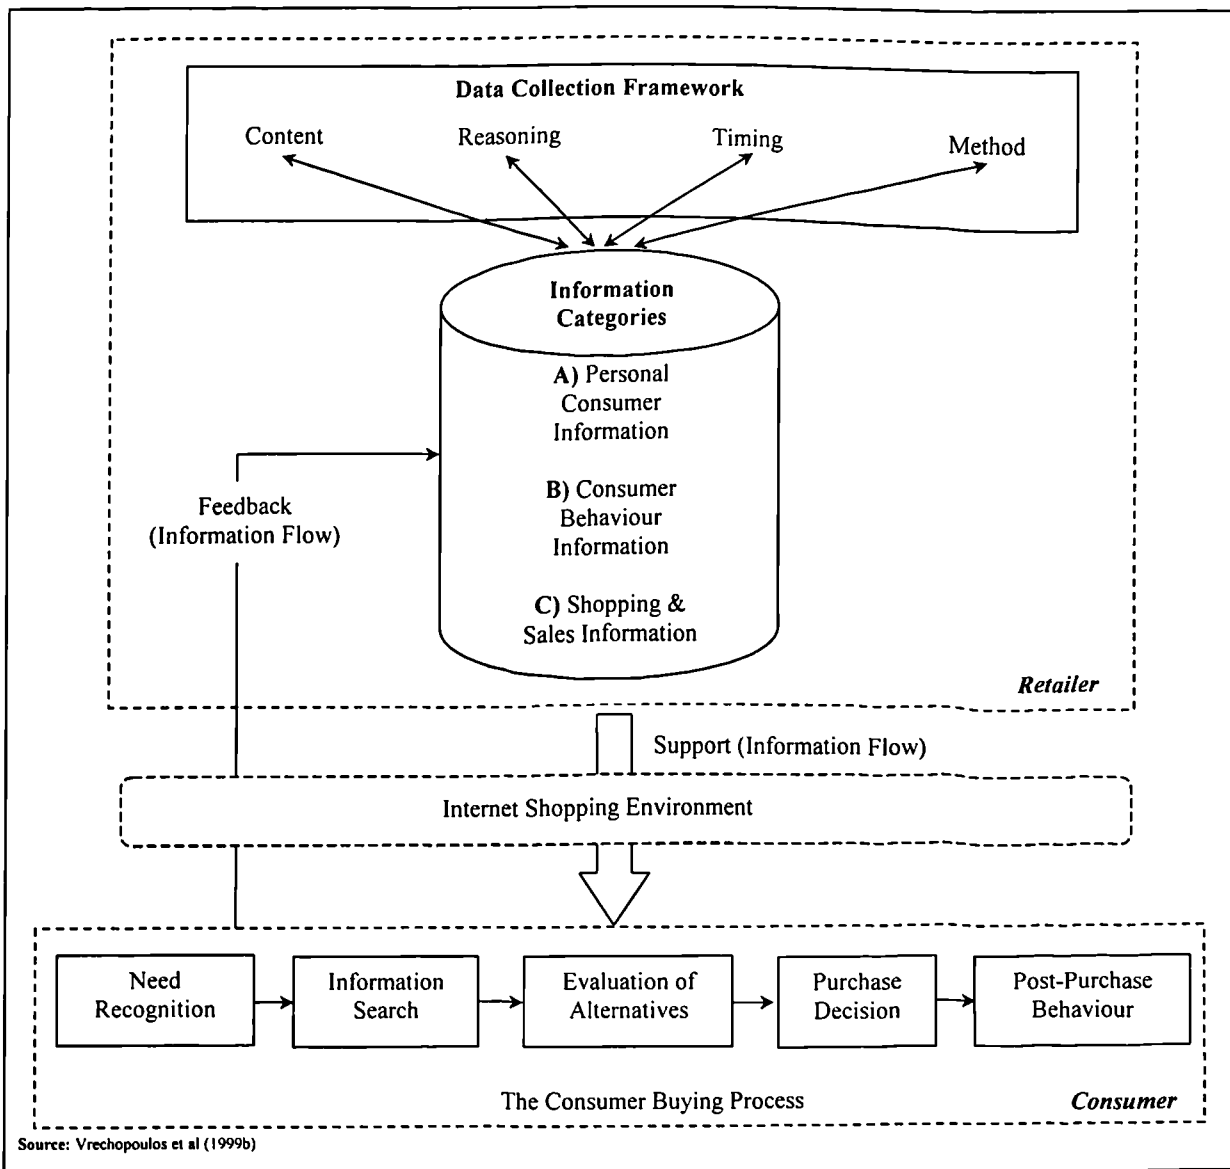 Data Collection Framework
Content
Reasoning
Timing
Method
Information
Categories
A) Personal
Consumer
Information
B) Consumer
Behaviour
Information
C) Shopping &
Sales Information
Feedback
(Information Flow)
Retailer
Support (Information Flow)
Internet Shopping Environment
Need
Recognition
Information
Search
Evaluation of
Alternatives
Purchase
Decision
Post-Purchase
Behaviour
The Consumer Buying Process
Consumer
Source: Vrechopoulos et al (1999b)